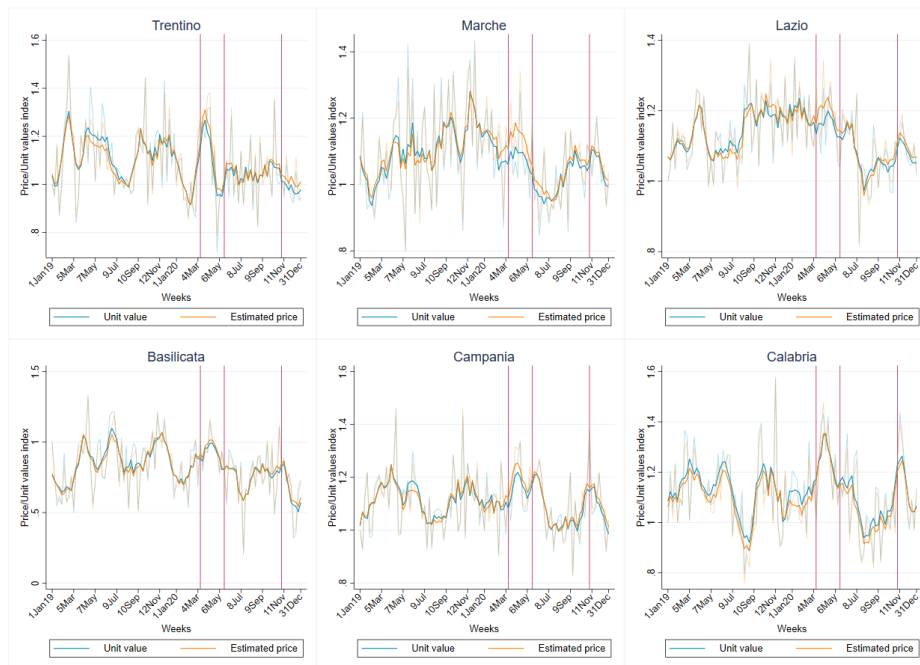 Trentino
Price/Unit values index
1.6
1.4
1.2
1
.8
1Jan19 5Mar 7May 9Jul 10Sep 12Nov 1Jan20 4Mar 6May 8Jul 9Sep 11Nov 31Dec
Weeks
Unit value Estimated price
Marche
Price/Unit values index
1.4
1.2
1
.8
1Jan19 5Mar 7May 9Jul 10Sep 12Nov 1Jan20 4Mar 6May 8Jul 9Sep 11Nov 31Dec
Weeks
Unit value Estimated price
Lazio
Price/Unit values index
1.4
1.2
1
.8
1Jan19 5Mar 7May 9Jul 10Sep 12Nov 1Jan20 4Mar 6May 8Jul 9Sep 11Nov 31Dec
Weeks
Unit value Estimated price
Basilicata
Price/Unit values index
1.5
1
.5
0
1Jan19 5Mar 7May 9Jul 10Sep 12Nov 1Jan20 4Mar 6May 8Jul 9Sep 11Nov 31Dec
Weeks
Unit value Estimated price
Campania
Price/Unit values index
1.6
1.4
1.2
1
.8
1Jan19 5Mar 7May 9Jul 10Sep 12Nov 1Jan20 4Mar 6May 8Jul 9Sep 11Nov 31Dec
Weeks
Unit value Estimated price
Calabria
Price/Unit values index
1.6
1.4
1.2
1
.8
1Jan19 5Mar 7May 9Jul 10Sep 12Nov 1Jan20 4Mar 6May 8Jul 9Sep 11Nov 31Dec
Weeks
Unit value Estimated price